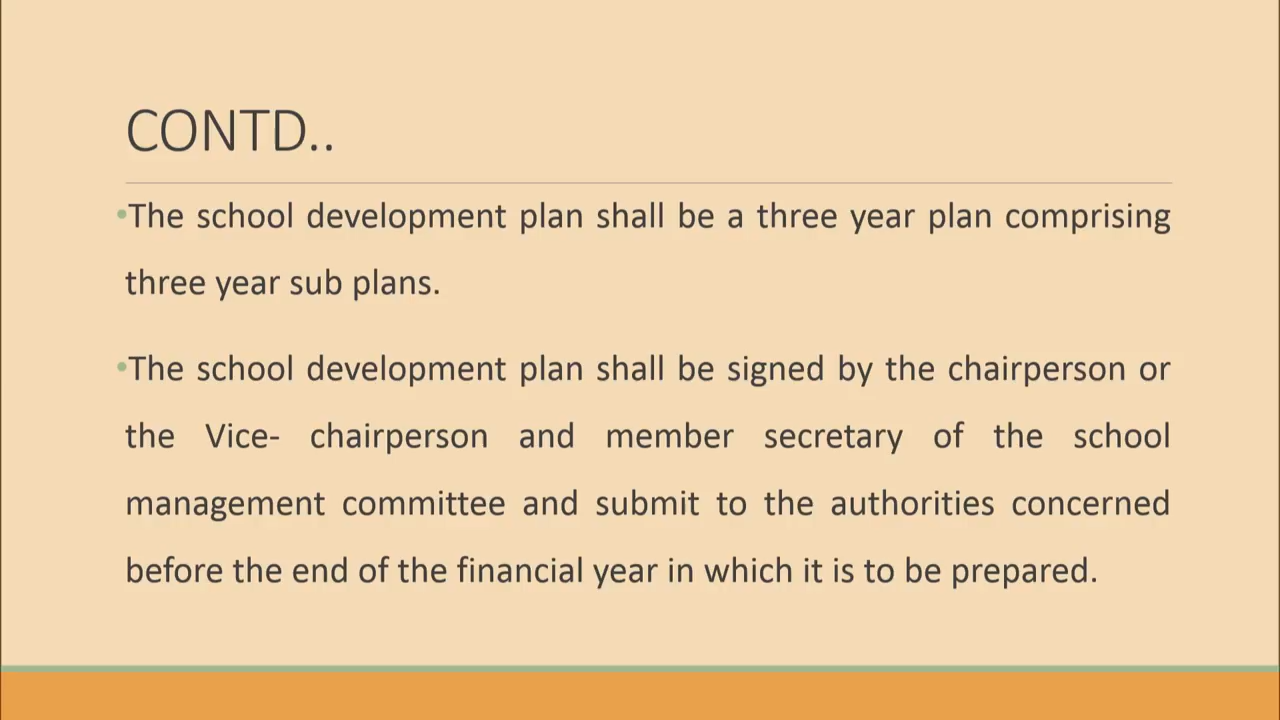 CONTD..
•The school development plan shall be a three year plan comprising
three year sub plans.
•The school development plan shall be signed by the chairperson or
the Vice- chairperson and member secretary of the school
management committee and submit to the authorities concerned
before the end of the financial year in which it is to be prepared.